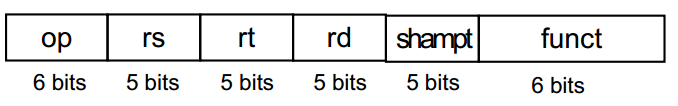 op rs rt rd shampt funct
6 bits 5 bits 5 bits 5 bits 5 bits 6 bits